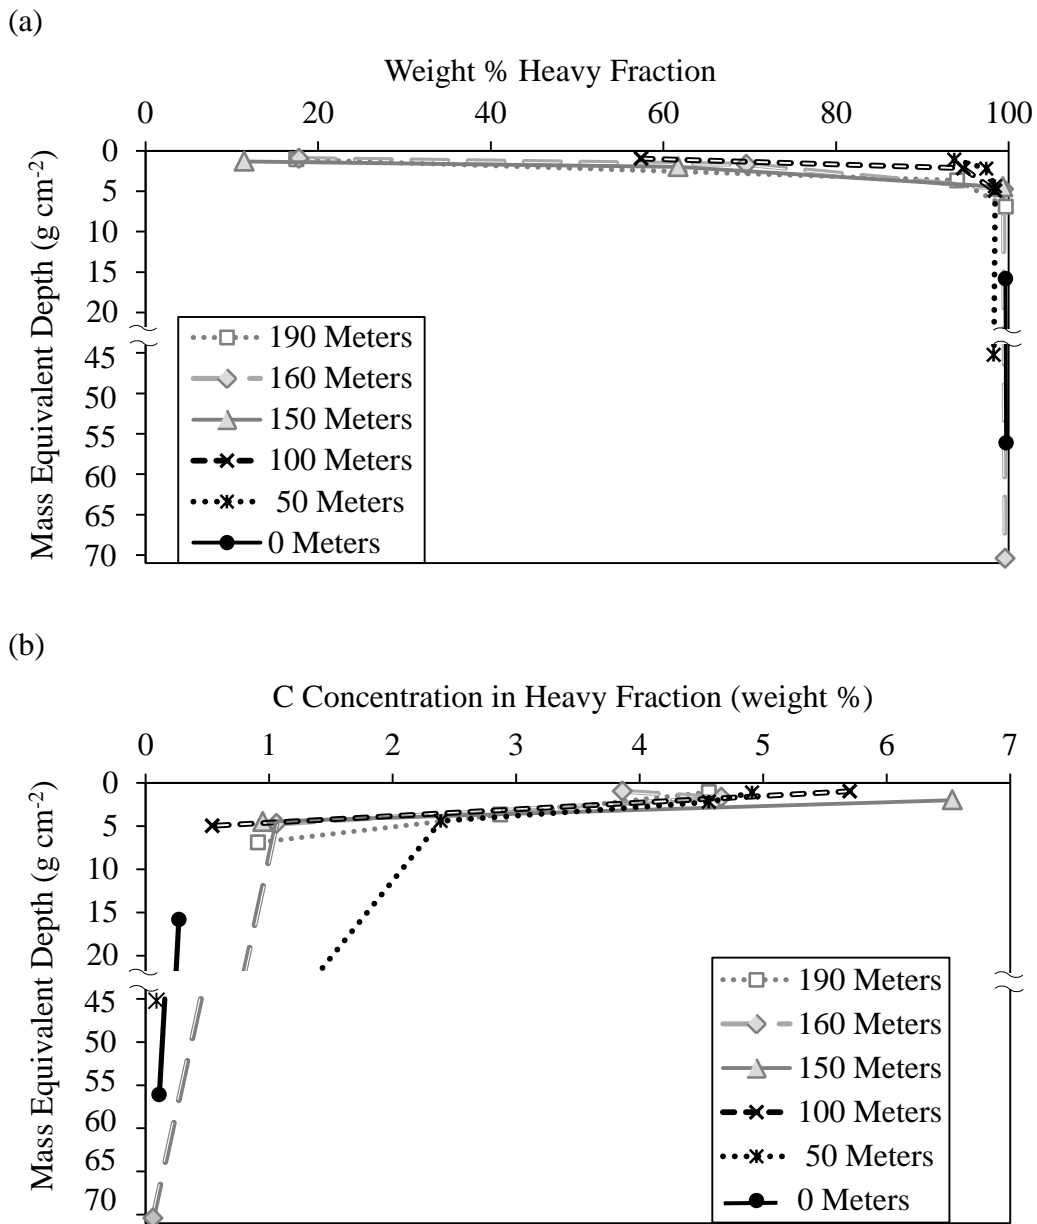 (a)
Weight % Heavy Fraction
0 20 40 60 80 100
Mass Equivalent Depth (g cm-2)
0
5
10
15
20
45
50
55
60
65
70
190 Meters
160 Meters
150 Meters
100 Meters
50 Meters
0 Meters
(b)
C Concentration in Heavy Fraction (weight %)
0 1 2 3 4 5 6 7
Mass Equivalent Depth (g cm-2)
0
5
10
15
20
45
50
55
60
65
70
190 Meters
160 Meters
150 Meters
100 Meters
50 Meters
0 Meters